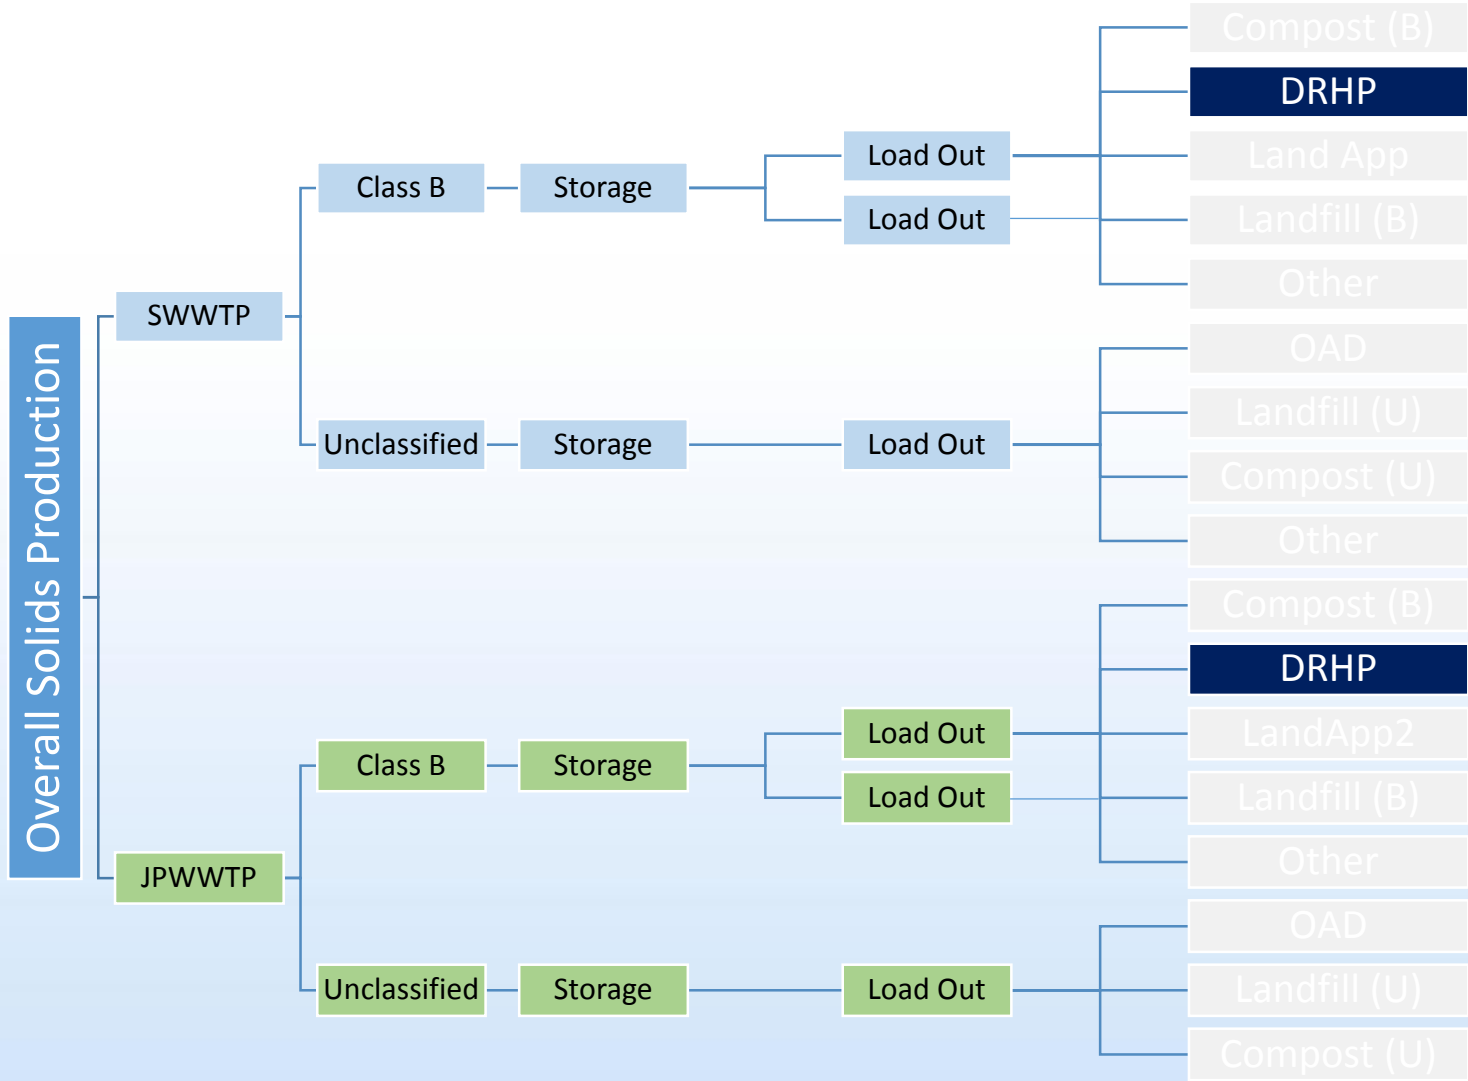 Overall Solids Production
SWWTP
Class B
Storage
Load Out
Load Out
Compost (B)
DRHP
Land App
Landfill (B)
Other
Unclassified
Storage
Load Out
OAD
Landfill (U)
Compost (U)
Other
JPWWTP
Class B
Storage
Load Out
Load Out
Compost (B)
DRHP
LandApp2
Landfill (B)
Other
Unclassified
Storage
Load Out
OAD
Landfill (U)
Compost (U)